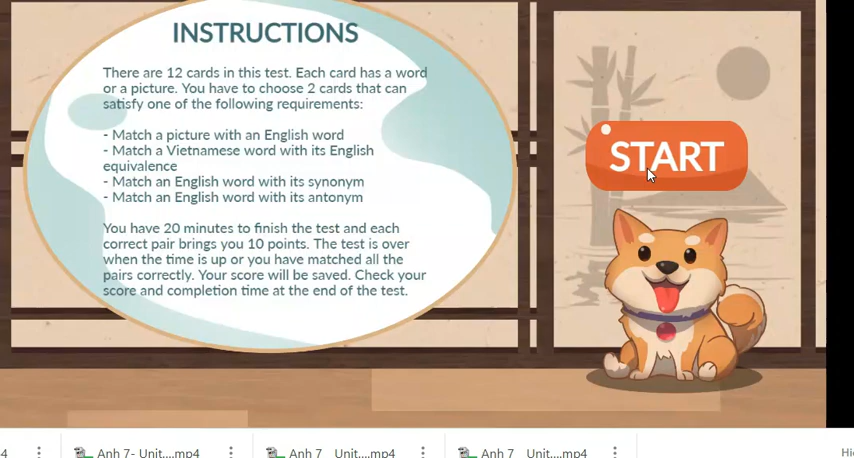 INSTRUCTIONS
There are 12 cards in this test. Each card has a word
or a picture. You have to choose 2 cards that can
satisfy one of the following requirements:
- Match a picture with an English word
- Match a Vietnamese word with its English
equivalence
- Match an English word with its synonym
- Match an English word with its antonym
You have 20 minutes to finish the test and each
correct pair brings you 10 points. The test is over
when the time is up or you have matched all the
pairs correctly. Your score will be saved. Check your
score and completion time at the end of the test.
START
4
Anh 7- Unit....mp4
Anh 7 _ Unit....mp4
Anh 7 _ Unit....mp4